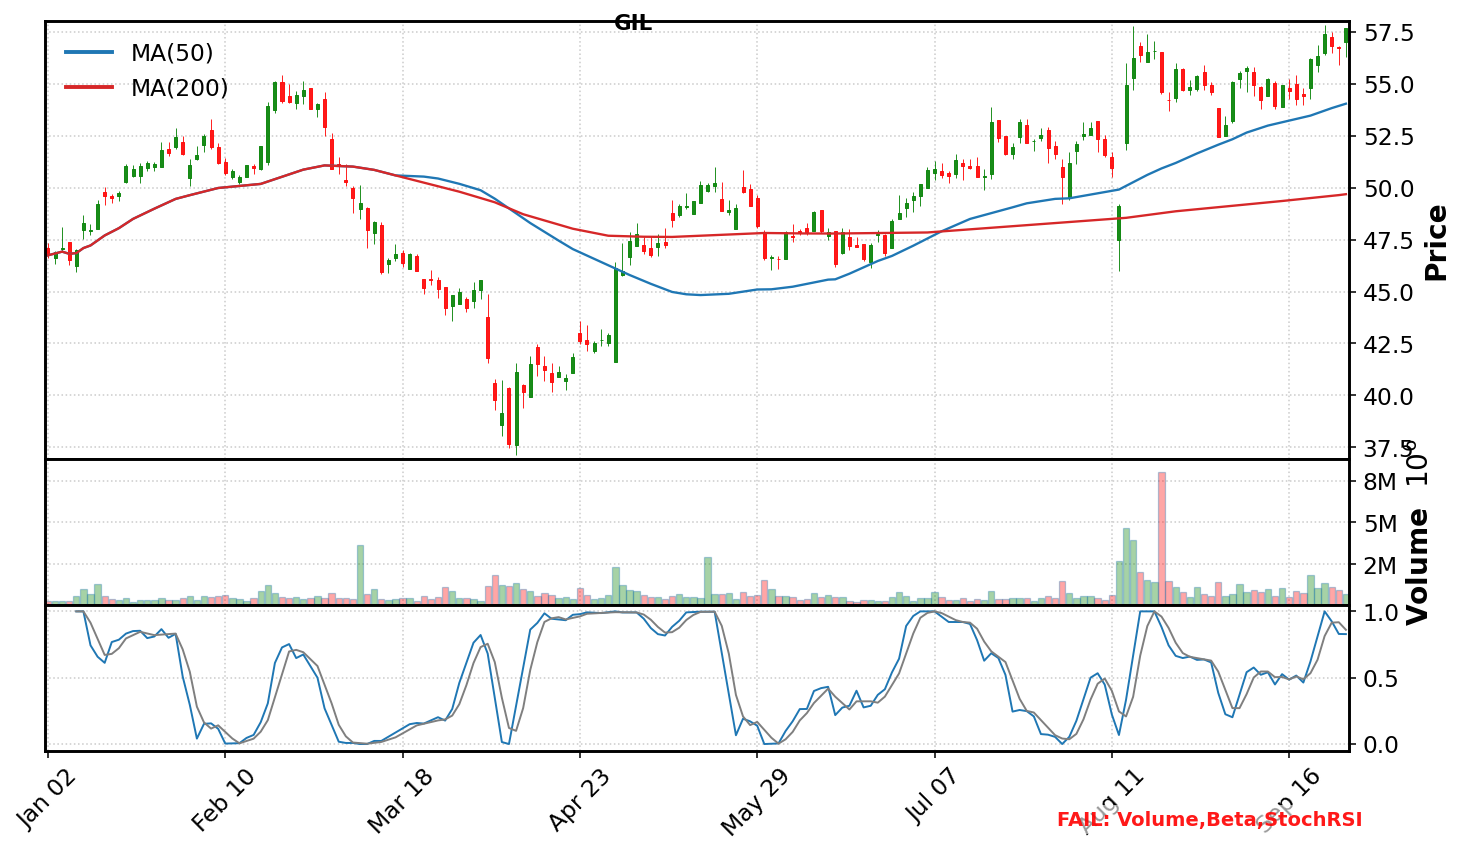 GIL
MA(50)
MA(200)
57.5
55.0
52.5
50.0
47.5
45.0
42.5
40.0
37.5
Price
10⁶
8M
5M
2M
Volume
1.0
0.5
0.0
Jan 02
Feb 10
Mar 18
Apr 23
May 29
Jul 07
Aug 11
Sep 16
FAIL: Volume,Beta,StochRSI